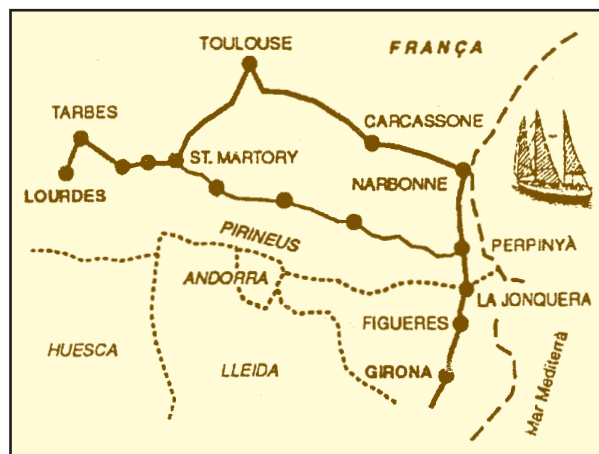 TOULOUSE
FRANÇA
TARBES
CARCASSONE
ST. MARTORY
LOURDES
NARBONNE
PIRINEUS
PERPINYÀ
ANDORRA
LA JONQUERA
FIGUERES
HUESCA
LLEIDA
GIRONA
Mar Mediterrà